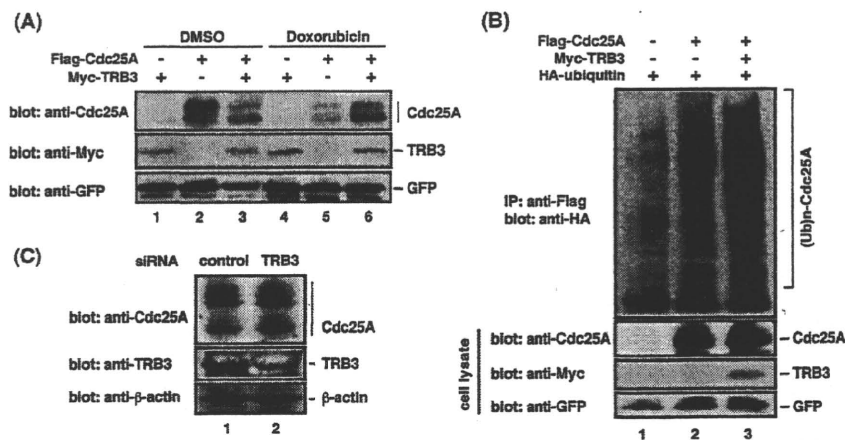 (A)
DMSO Doxorubicin
Flag-Cdc25A - + + - + +
Myc-TRB3 + - + + - +
blot: anti-Cdc25A Cdc25A
blot: anti-Myc TRB3
blot: anti-GFP GFP
1 2 3 4 5 6
(B)
Flag-Cdc25A - + +
Myc-TRB3 - - +
HA-ubiquitin + + +
IP: anti-Flag
blot: anti-HA
(Ub)n-Cdc25A
cell lysate
blot: anti-Cdc25A Cdc25A
blot: anti-Myc TRB3
blot: anti-GFP GFP
1 2 3
(C)
siRNA control TRB3
blot: anti-Cdc25A Cdc25A
blot: anti-TRB3 TRB3
blot: anti-β-actin β-actin
1 2